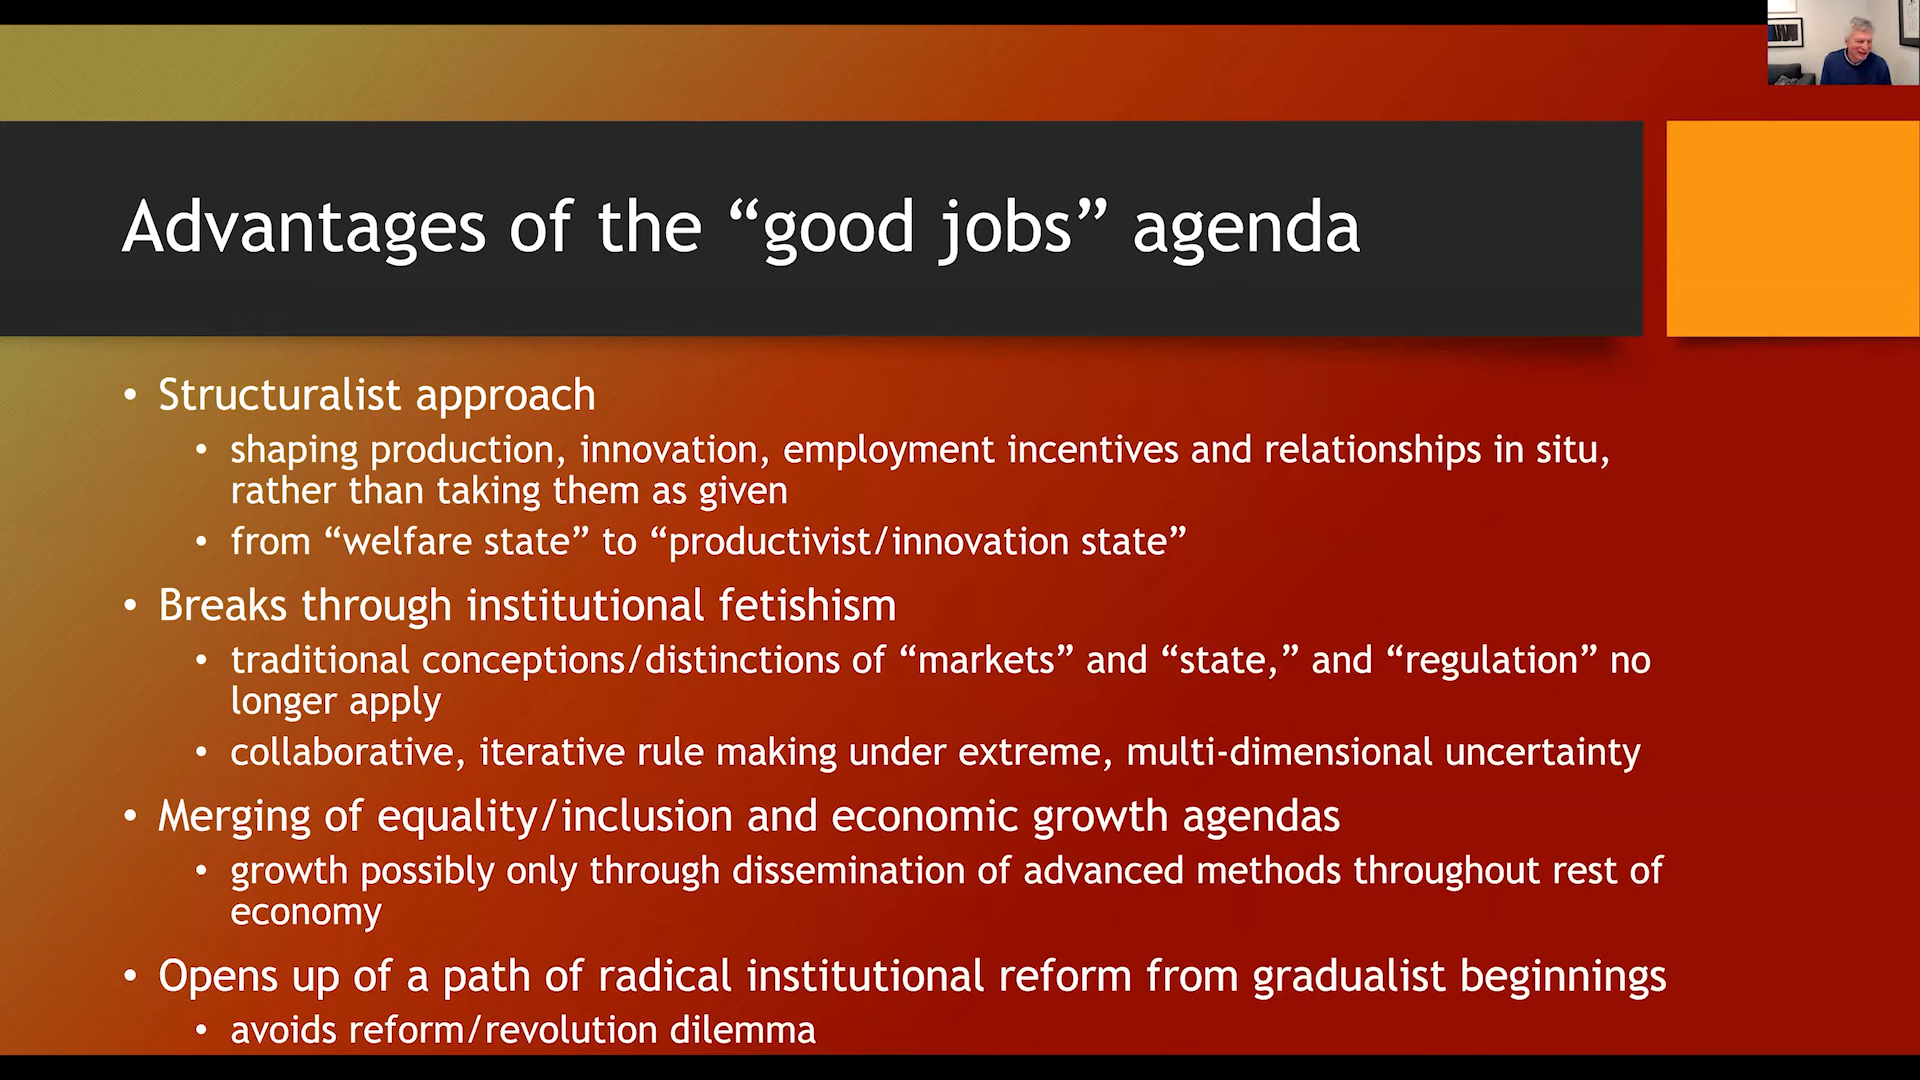 Advantages of the “good jobs” agenda
• Structuralist approach
• shaping production, innovation, employment incentives and relationships in situ,
rather than taking them as given
• from “welfare state” to “productivist/innovation state”
• Breaks through institutional fetishism
• traditional conceptions/distinctions of “markets” and “state,” and “regulation” no
longer apply
• collaborative, iterative rule making under extreme, multi-dimensional uncertainty
• Merging of equality/inclusion and economic growth agendas
• growth possibly only through dissemination of advanced methods throughout rest of
economy
• Opens up of a path of radical institutional reform from gradualist beginnings
• avoids reform/revolution dilemma